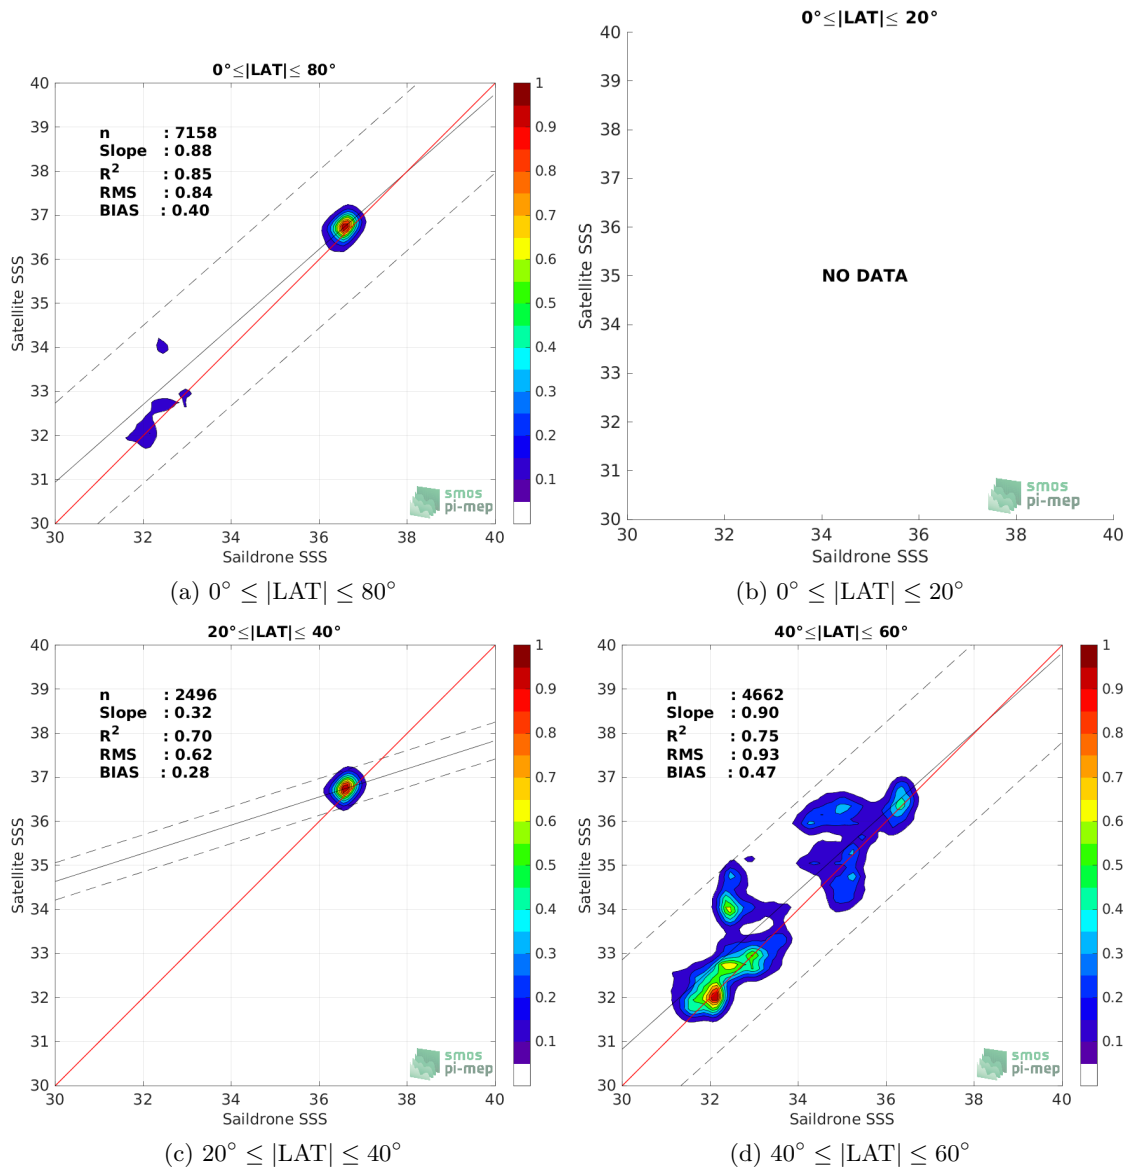 0°≤|LAT|≤ 80°
n : 7158
Slope : 0.88
R² : 0.85
RMS : 0.84
BIAS : 0.40
40
39
38
37
36
35
34
33
32
31
30
Satellite SSS
30 32 34 36 38 40
Saildrone SSS
1
0.9
0.8
0.7
0.6
0.5
0.4
0.3
0.2
0.1
smos
pi-mep
(a) 0° ≤ |LAT| ≤ 80°
0°≤|LAT|≤ 20°
40
39
38
37
36
35
34
33
32
31
30
Satellite SSS
NO DATA
30 32 34 36 38 40
Saildrone SSS
smos
pi-mep
(b) 0° ≤ |LAT| ≤ 20°
20°≤|LAT|≤ 40°
n : 2496
Slope : 0.32
R² : 0.70
RMS : 0.62
BIAS : 0.28
40
39
38
37
36
35
34
33
32
31
30
Satellite SSS
30 32 34 36 38 40
Saildrone SSS
1
0.9
0.8
0.7
0.6
0.5
0.4
0.3
0.2
0.1
smos
pi-mep
(c) 20° ≤ |LAT| ≤ 40°
40°≤|LAT|≤ 60°
n : 4662
Slope : 0.90
R² : 0.75
RMS : 0.93
BIAS : 0.47
40
39
38
37
36
35
34
33
32
31
30
Satellite SSS
30 32 34 36 38 40
Saildrone SSS
1
0.9
0.8
0.7
0.6
0.5
0.4
0.3
0.2
0.1
smos
pi-mep
(d) 40° ≤ |LAT| ≤ 60°